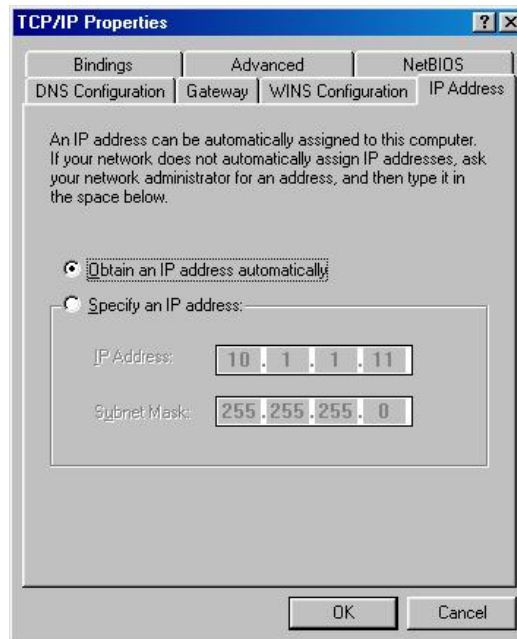 TCP/IP Properties
Bindings Advanced NetBIOS
DNS Configuration Gateway WINS Configuration IP Address
An IP address can be automatically assigned to this computer.
If your network does not automatically assign IP addresses, ask
your network administrator for an address, and then type it in
the space below.
Obtain an IP address automatically
Specify an IP address:
IP Address: 10 . 1 . 1 . 11
Subnet Mask: 255 . 255 . 255 . 0
OK Cancel